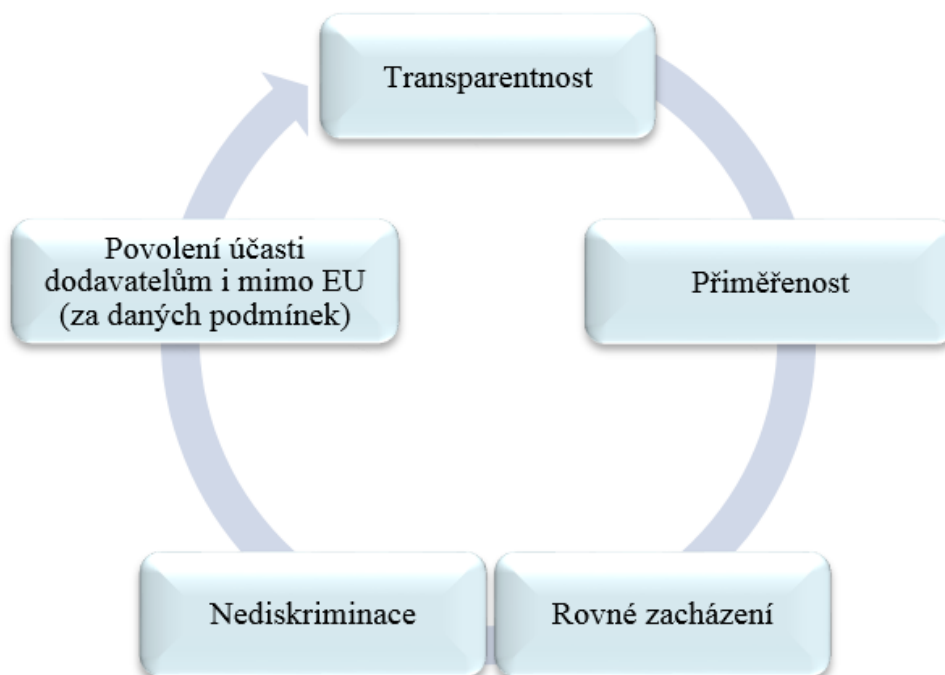 Transparentnost
Přiměřenost
Rovné zacházení
Nediskriminace
Povolení účasti
dodavatelům i mimo EU
(za daných podmínek)